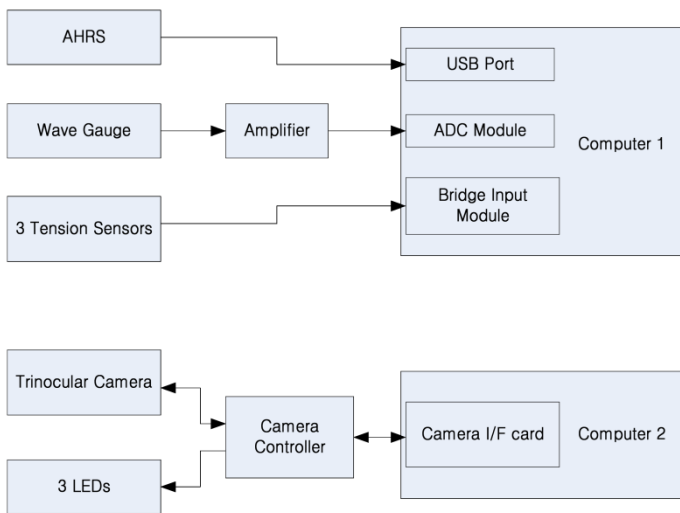 AHRS
USB Port
Wave Gauge
Amplifier
ADC Module
Computer 1
3 Tension Sensors
Bridge Input
Module
Trinocular Camera
Camera
Controller
Camera I/F card
Computer 2
3 LEDs